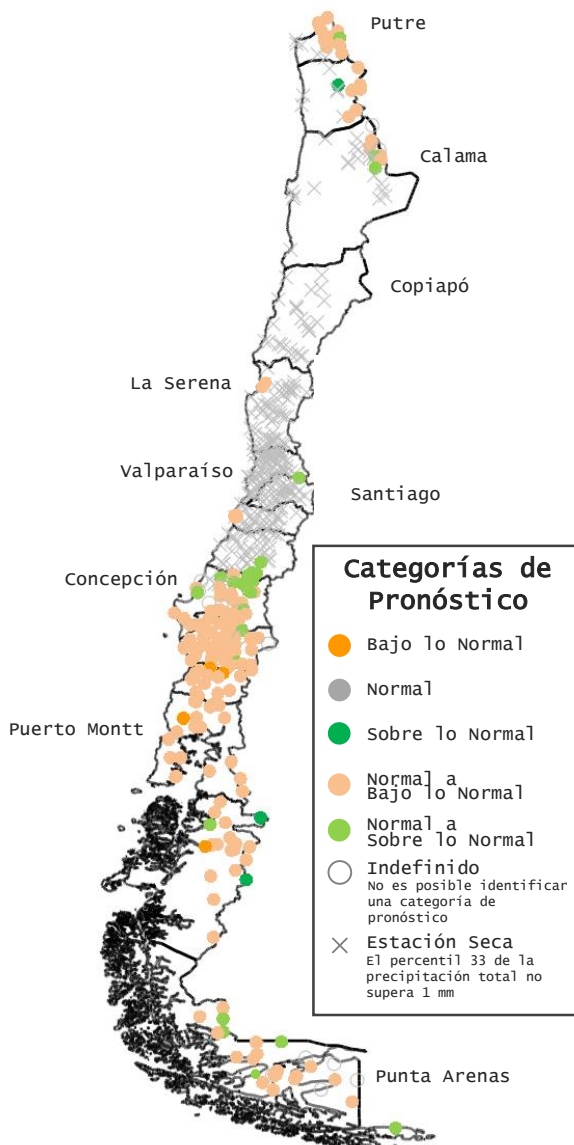 Putre
Calama
Copiapó
La Serena
Valparaíso
Santiago
Concepción
Puerto Montt
Punta Arenas
Categorías de
Pronóstico
Bajo lo Normal
Normal
Sobre lo Normal
Normal a
Bajo lo Normal
Normal a
Sobre lo Normal
Indefinido
No es posible identificar
una categoría de
pronóstico
Estación Seca
El percentil 33 de la
precipitación total no
supera 1 mm